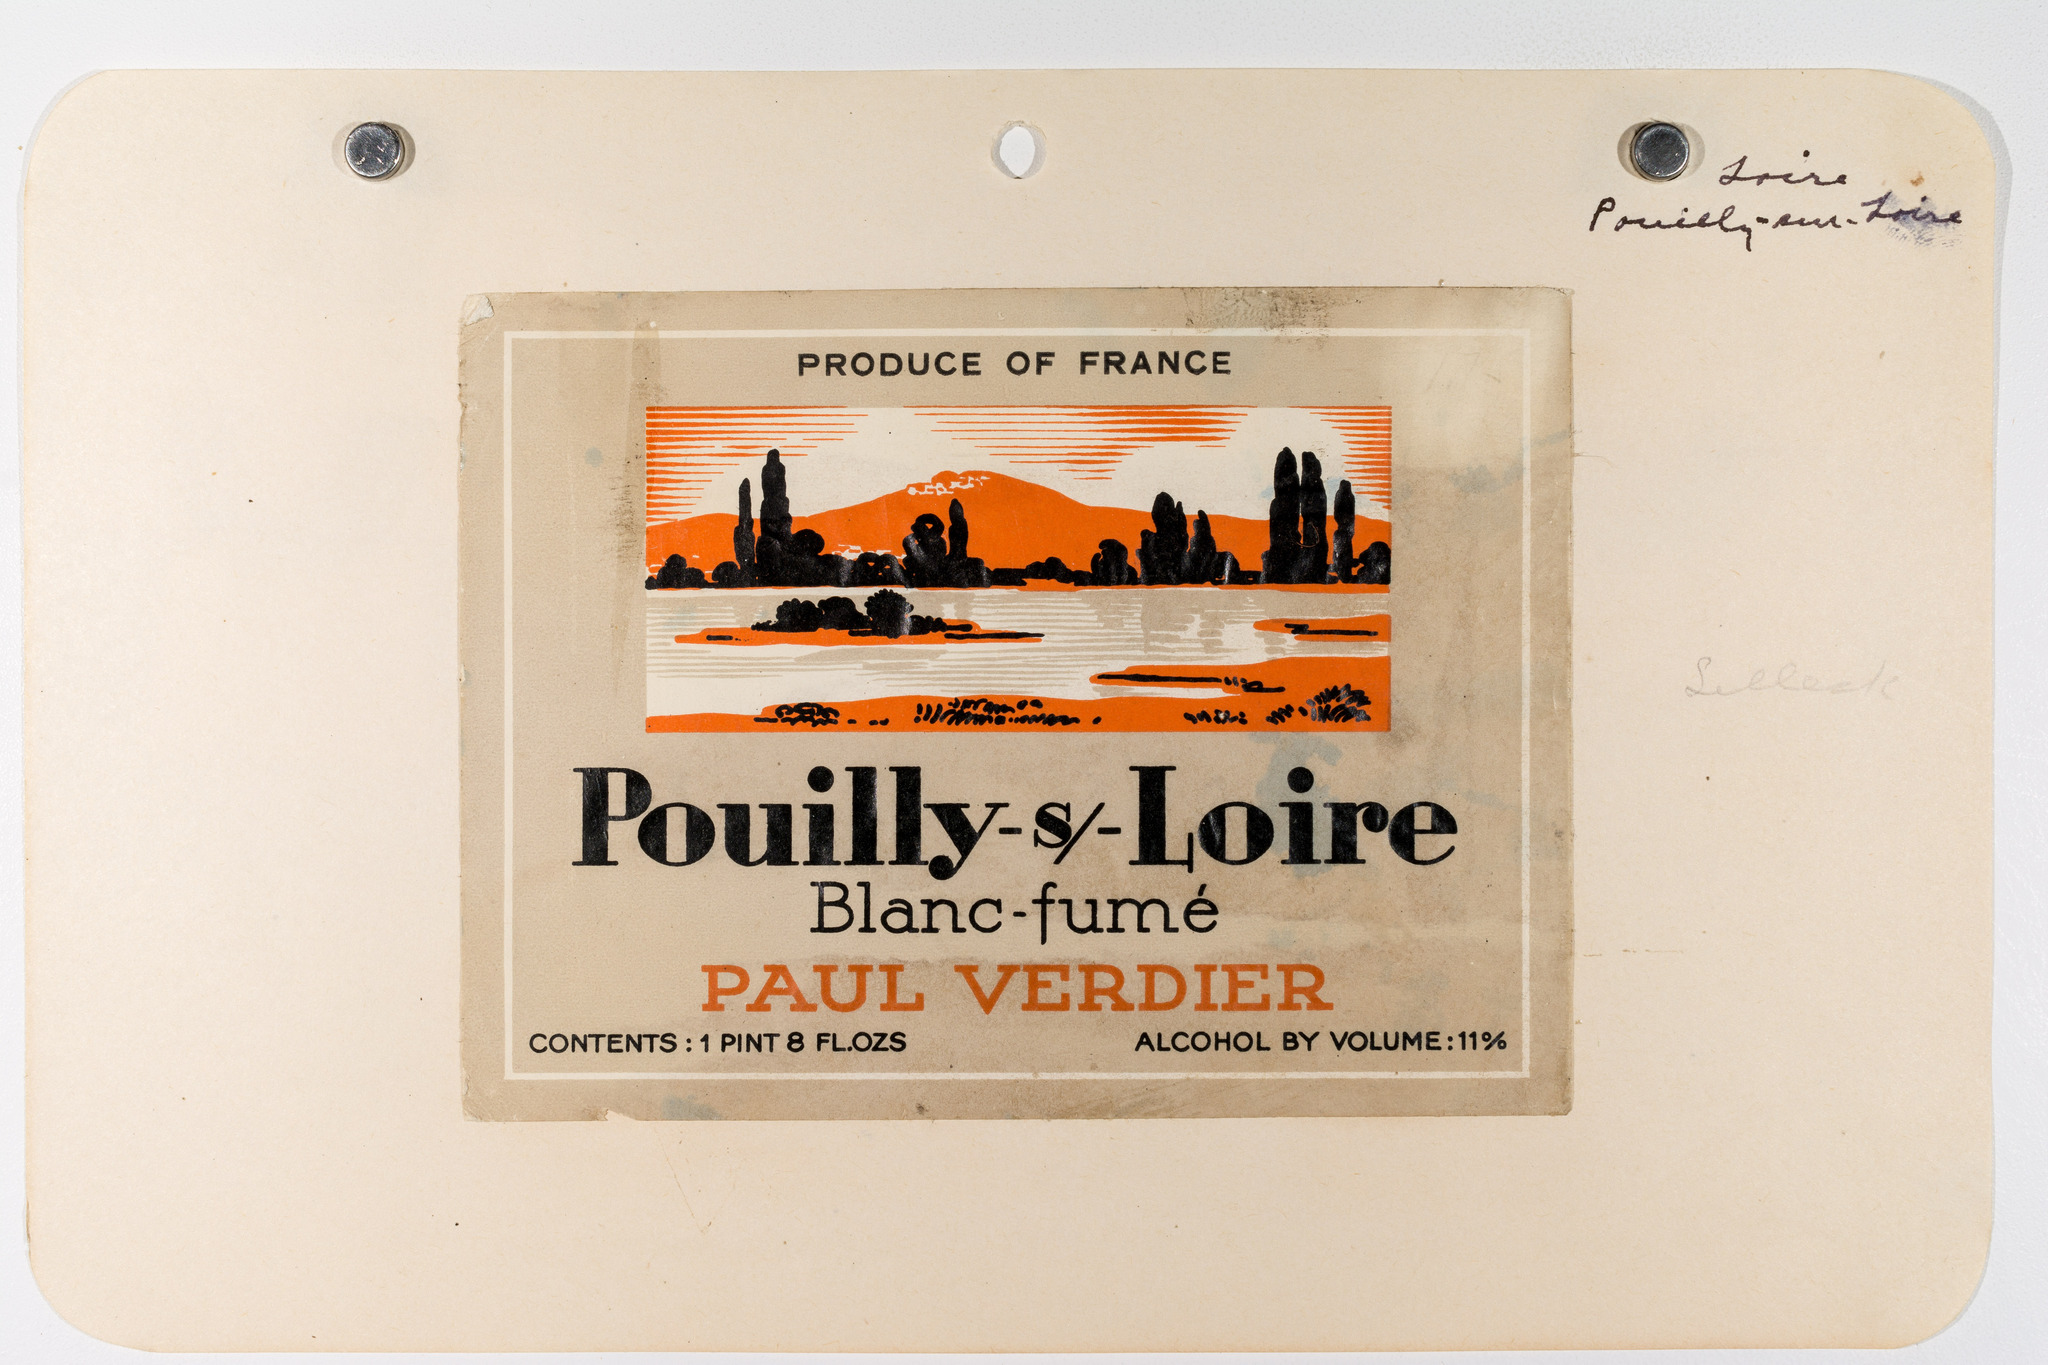 Loire
Pouilly-sur-Loire
PRODUCE OF FRANCE
Pouilly-s/-Loire
Blanc-fumé
PAUL VERDIER
CONTENTS : 1 PINT 8 FL.OZS
ALCOHOL BY VOLUME : 11%